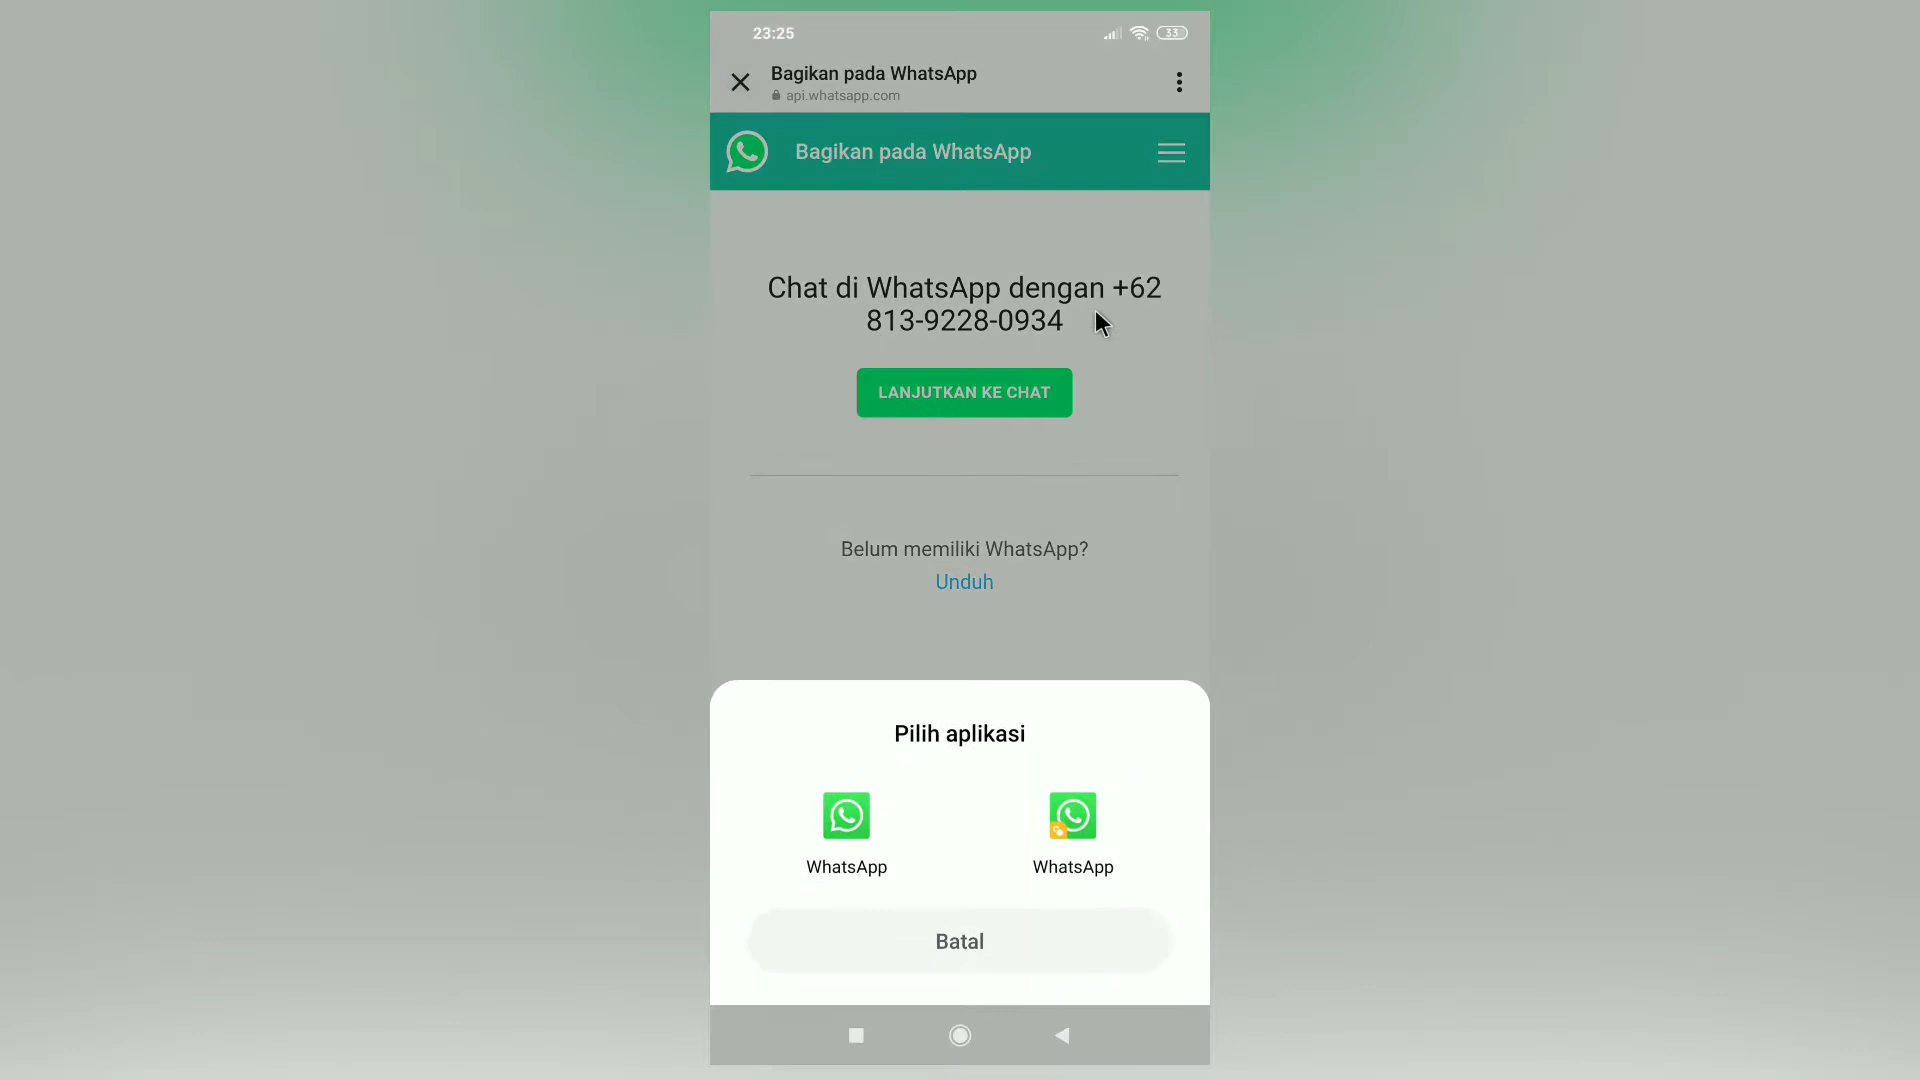 23:25
33
Bagikan pada WhatsApp
api.whatsapp.com
Bagikan pada WhatsApp
Chat di WhatsApp dengan +62
813-9228-0934
LANJUTKAN KE CHAT
Belum memiliki WhatsApp?
Unduh
Pilih aplikasi
WhatsApp WhatsApp
Batal